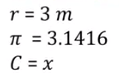 r = 3 m
π = 3.1416
C = x